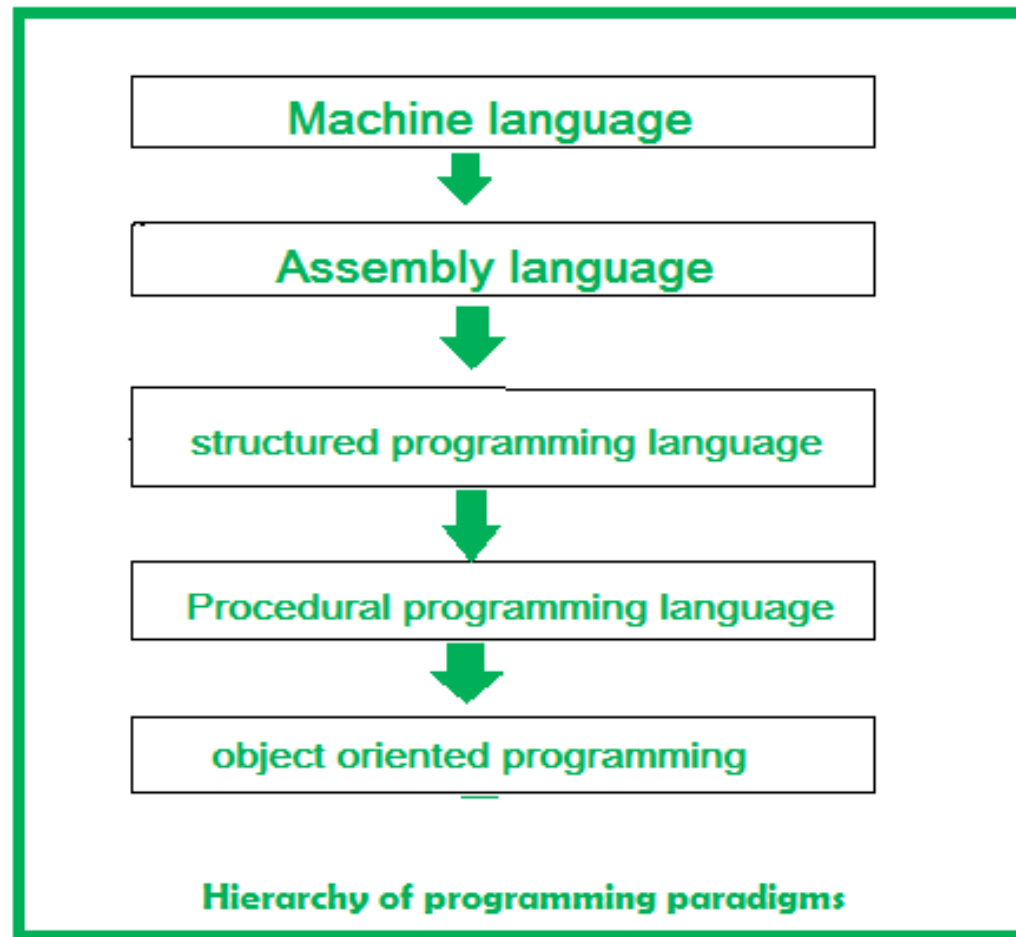 Machine language
Assembly language
structured programming language
Procedural programming language
object oriented programming
Hierarchy of programming paradigms